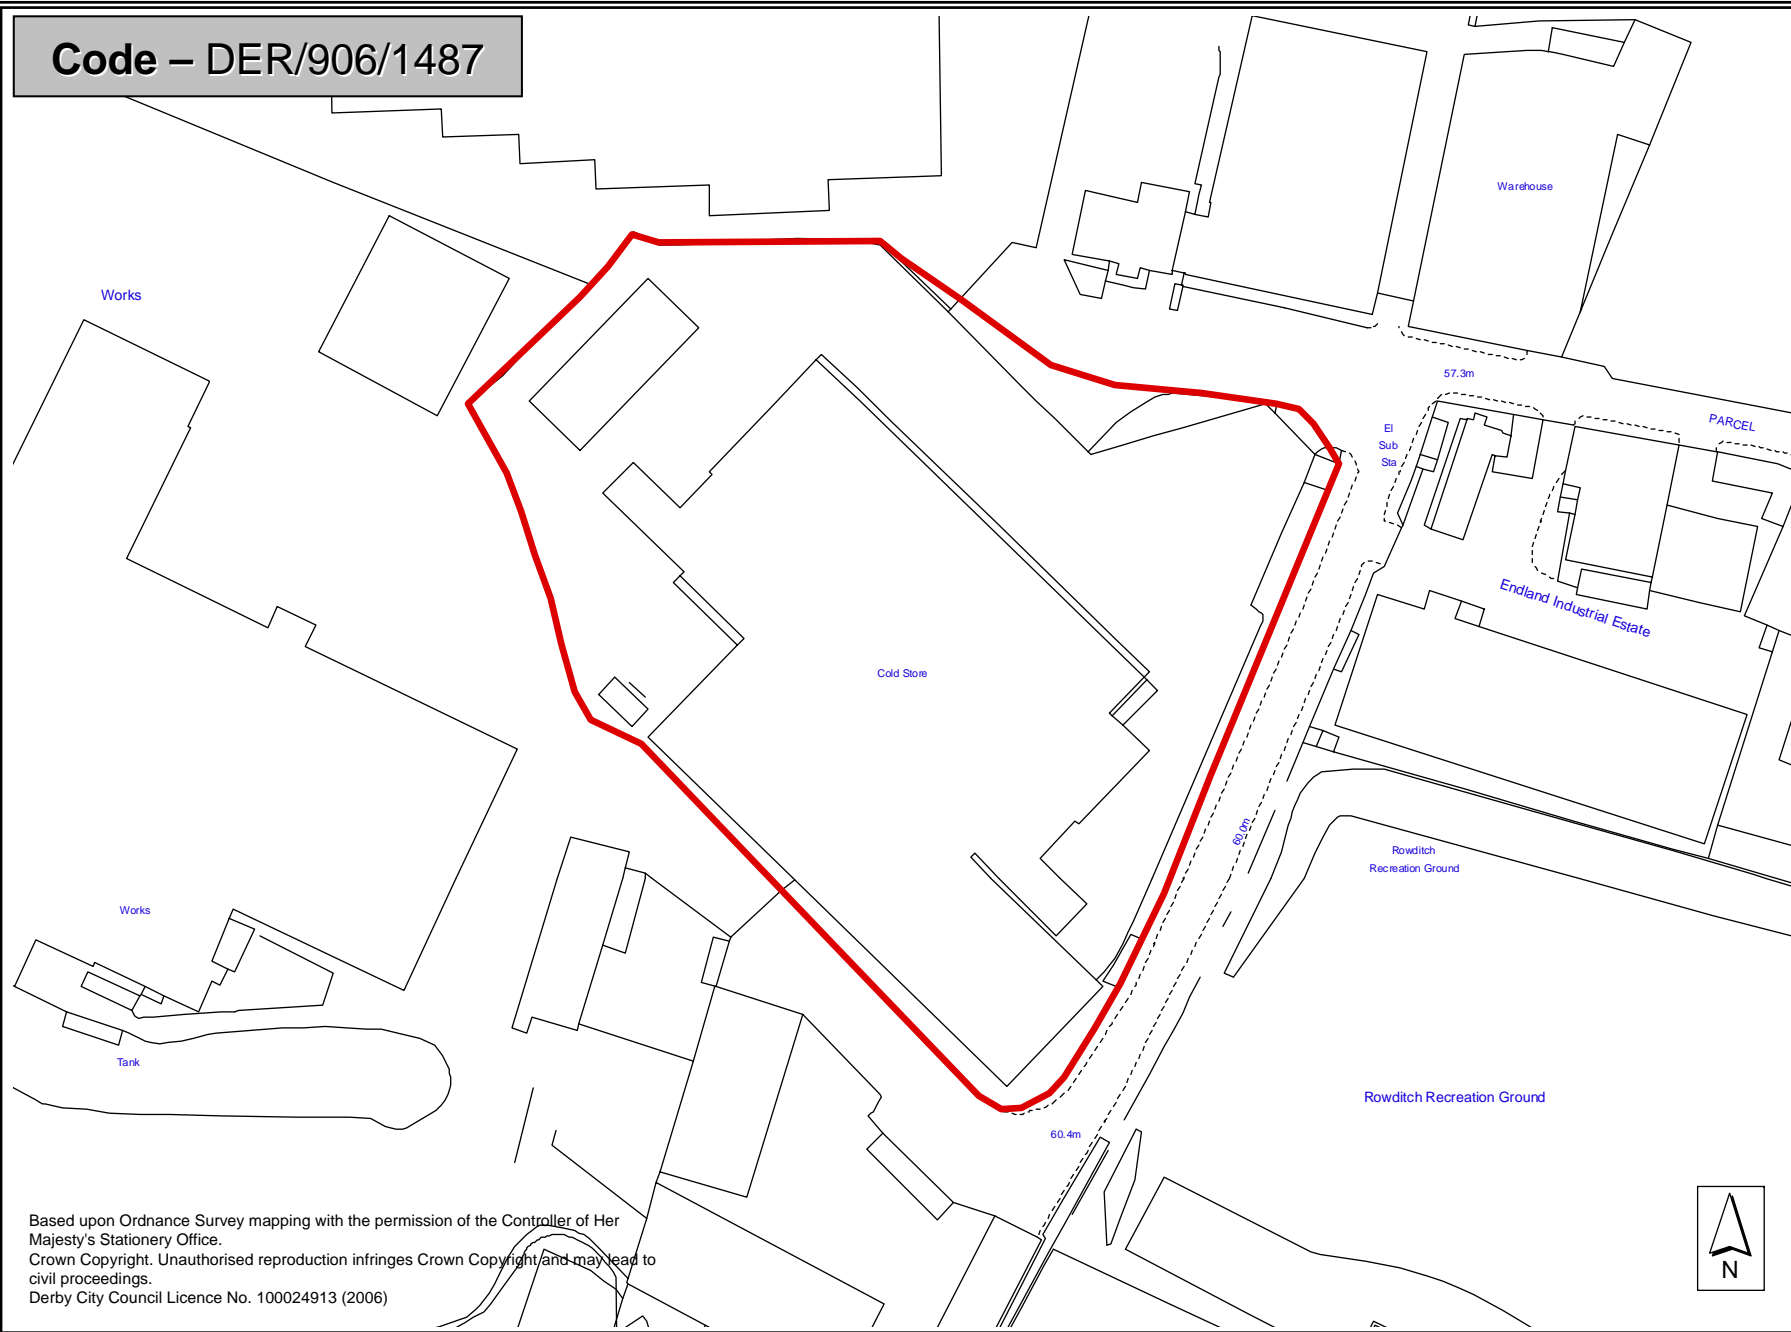 Code – DER/906/1487
Warehouse
Works
57.3m
PARCEL
El
Sub
Sta
Endland Industrial Estate
Cold Store
60.0m
Rowditch
Recreation Ground
Works
Tank
Rowditch Recreation Ground
60.4m
Based upon Ordnance Survey mapping with the permission of the Controller of Her
Majesty's Stationery Office.
Crown Copyright. Unauthorised reproduction infringes Crown Copyright and may lead to
civil proceedings.
Derby City Council Licence No. 100024913 (2006)
N